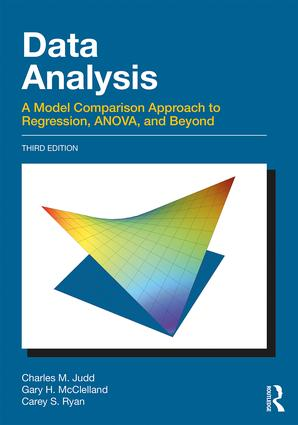 Data
Analysis
A Model Comparison Approach to
Regression, ANOVA, and Beyond
THIRD EDITION
Charles M. Judd
Gary H. McClelland
Carey S. Ryan
ROUTLEDGE